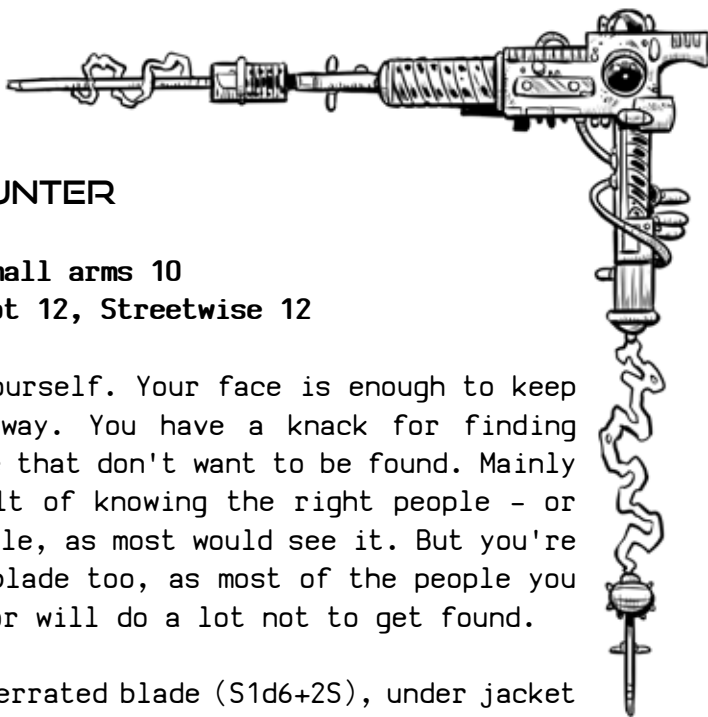 UNTER
mall arms 10
pt 12, Streetwise 12
ourself. Your face is enough to keep
way. You have a knack for finding
that don't want to be found. Mainly
lt of knowing the right people – or
le, as most would see it. But you're
blade too, as most of the people you
or will do a lot not to get found.
errated blade (S1d6+2S), under jacket